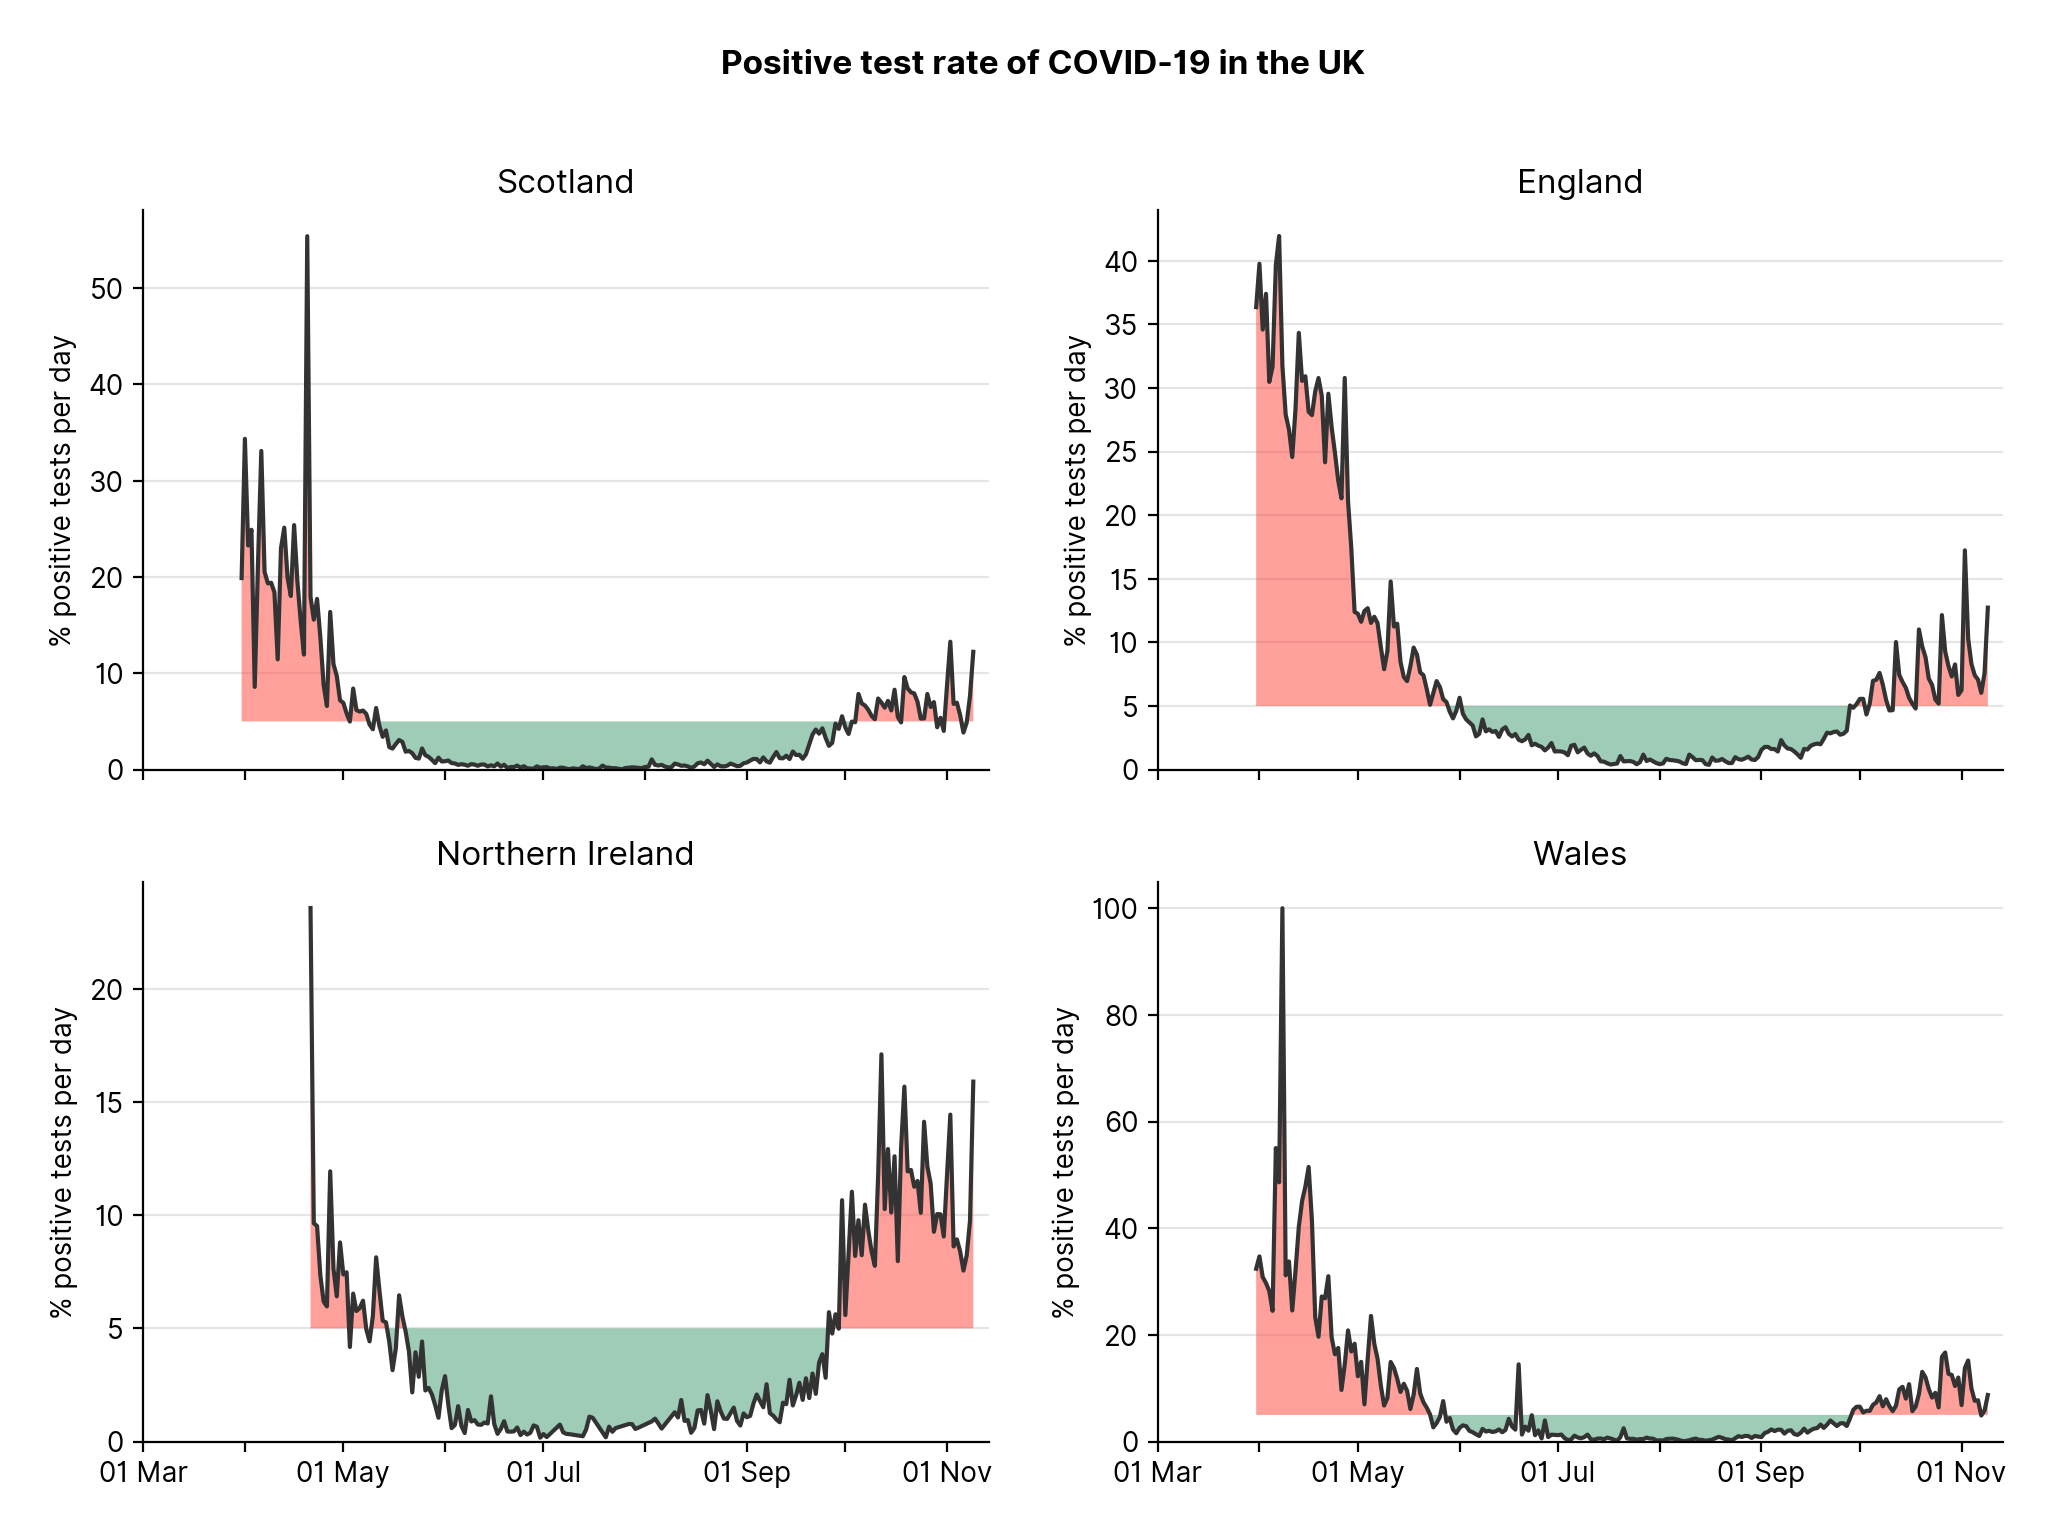 Positive test rate of COVID-19 in the UK
Scotland
% positive tests per day
50
40
30
20
10
0
England
% positive tests per day
40
35
30
25
20
15
10
5
0
Northern Ireland
% positive tests per day
20
15
10
5
0
01 Mar
01 May
01 Jul
01 Sep
01 Nov
Wales
% positive tests per day
100
80
60
40
20
0
01 Mar
01 May
01 Jul
01 Sep
01 Nov